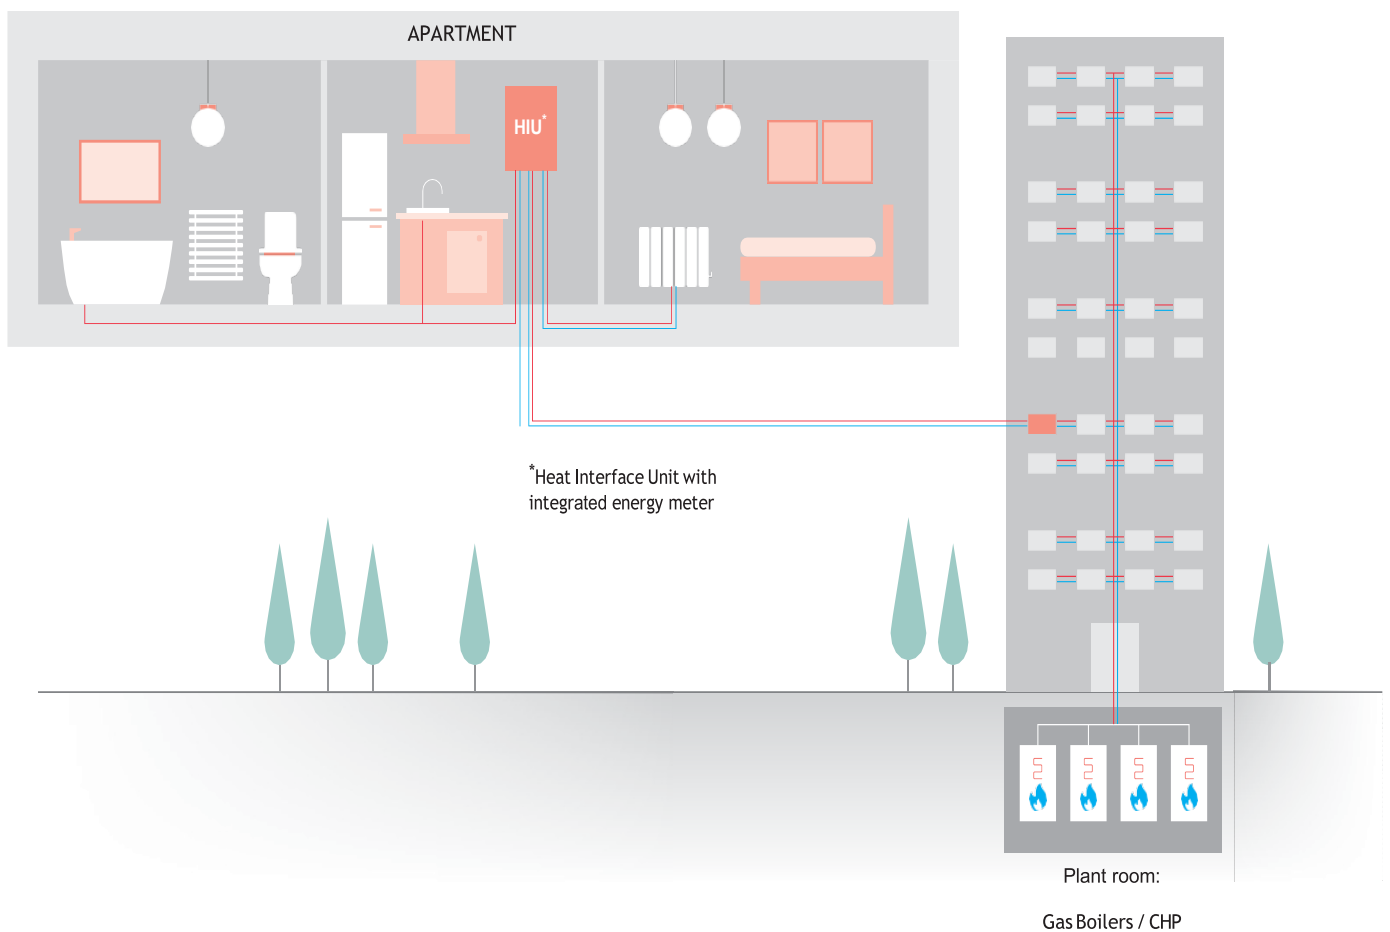 APARTMENT
HIU*
*Heat Interface Unit with
integrated energy meter
Plant room:
Gas Boilers / CHP